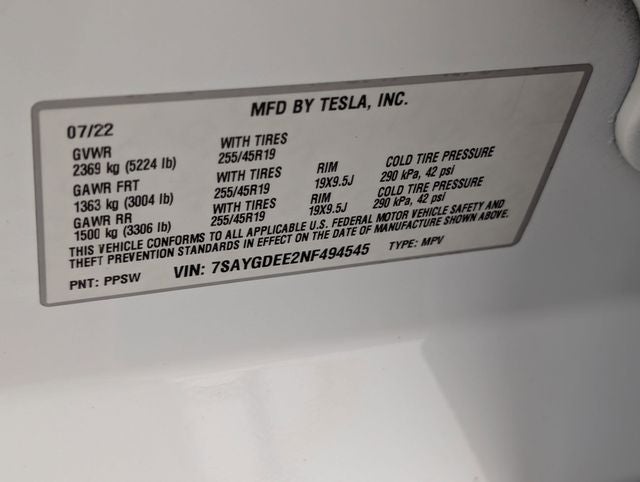 MFD BY TESLA, INC.
07/22
GVWR WITH TIRES
2369 kg (5224 lb) 255/45R19
GAWR FRT WITH TIRES RIM COLD TIRE PRESSURE
1363 kg (3004 lb) 255/45R19 19X9.5J 290 kPa, 42 psi
GAWR RR WITH TIRES RIM COLD TIRE PRESSURE
1500 kg (3306 lb) 255/45R19 19X9.5J 290 kPa, 42 psi
THIS VEHICLE CONFORMS TO ALL APPLICABLE U.S. FEDERAL MOTOR VEHICLE SAFETY AND
THEFT PREVENTION STANDARDS IN EFFECT ON THE DATE OF MANUFACTURE SHOWN ABOVE.
PNT: PPSW VIN: 7SAYGDEE2NF494545 TYPE: MPV